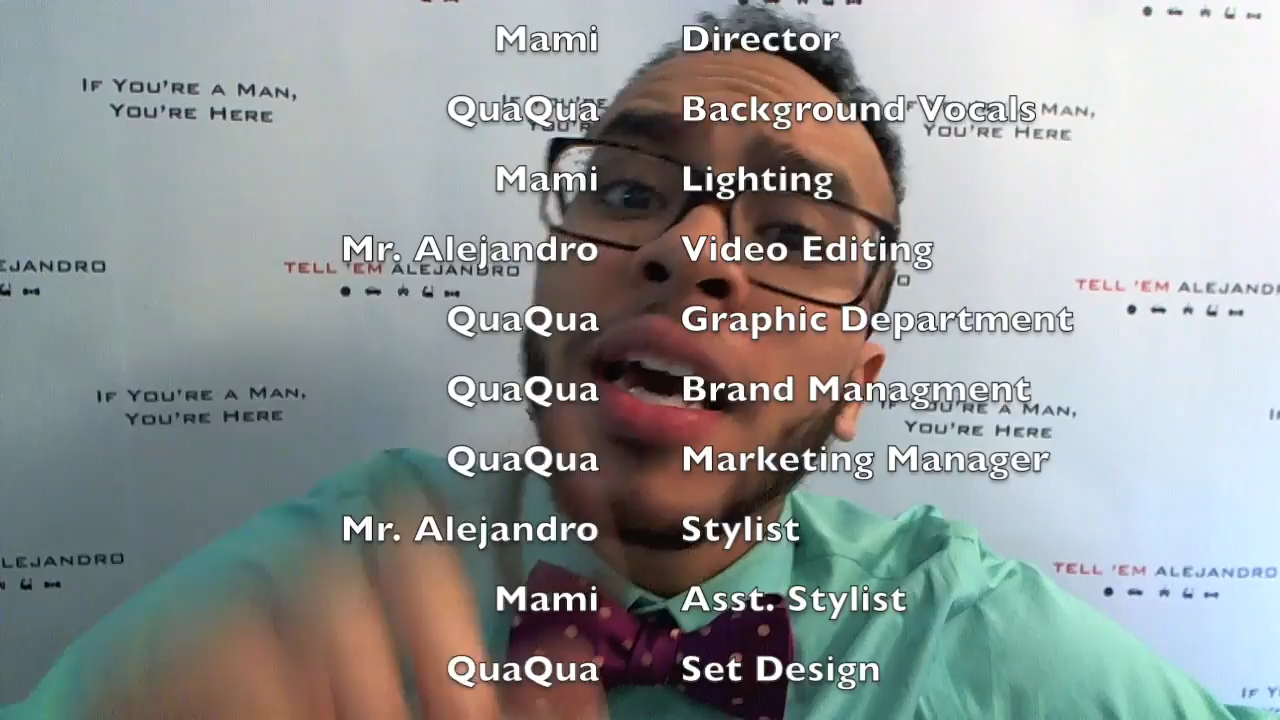 Mami Director
IF YOU'RE A MAN,
YOU'RE HERE
QuaQua Background Vocals
MAN,
YOU'RE HERE
Mami Lighting
Mr. Alejandro Video Editing
EJANDRO
TELL 'EM ALEJANDRO
TELL 'EM ALEJAND
QuaQua Graphic Department
QuaQua Brand Managment
IF YOU'RE A MAN,
YOU'RE HERE
IF YOU'RE A MAN,
YOU'RE HERE
QuaQua Marketing Manager
Mr. Alejandro Stylist
LEJANDRO
TELL 'EM ALEJANDRO
Mami Asst. Stylist
QuaQua Set Design
IF Y